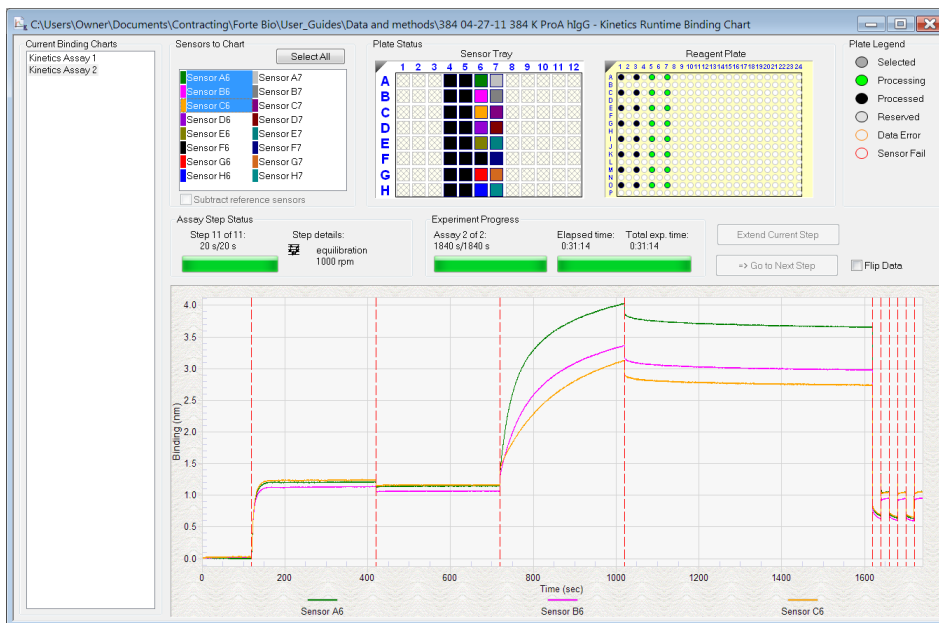 C:\Users\Owner\Documents\Contracting\Forte Bio\User_Guides\Data and methods\384 04-27-11 384 K ProA hIgG - Kinetics Runtime Binding Chart
Current Binding Charts
Kinetics Assay 1
Kinetics Assay 2
Sensors to Chart
Select All
Sensor A6 Sensor A7
Sensor B6 Sensor B7
Sensor C6 Sensor C7
Sensor D6 Sensor D7
Sensor E6 Sensor E7
Sensor F6 Sensor F7
Sensor G6 Sensor G7
Sensor H6 Sensor H7
Subtract reference sensors
Plate Status
Sensor Tray
1 2 3 4 5 6 7 8 9 10 11 12
A
B
C
D
E
F
G
H
Reagent Plate
1 2 3 4 5 6 7 8 9 10 11 12 13 14 15 16 17 18 19 20 21 22 23 24
A
B
C
D
E
F
G
H
I
J
K
L
M
N
O
P
Plate Legend
Selected
Processing
Processed
Reserved
Data Error
Sensor Fail
Assay Step Status
Step 11 of 11:
20 s/20 s
Step details:
equilibration
1000 rpm
Experiment Progress
Assay 2 of 2:
1840 s/1840 s
Elapsed time:
0:31:14
Total exp. time:
0:31:14
Extend Current Step
=> Go to Next Step
Flip Data
Binding (nm)
4.0
3.5
3.0
2.5
2.0
1.5
1.0
0.5
0.0
0 200 400 600 800 1000 1200 1400 1600
Time (sec)
Sensor A6 Sensor B6 Sensor C6